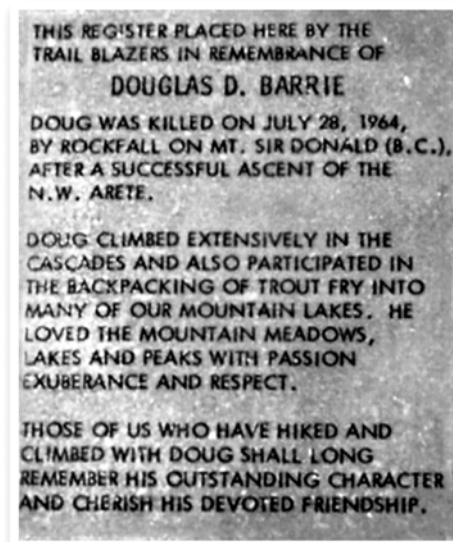 THIS REGISTER PLACED HERE BY THE
TRAIL BLAZERS IN REMEMBRANCE OF
DOUGLAS D. BARRIE
DOUG WAS KILLED ON JULY 28, 1964,
BY ROCKFALL ON MT. SIR DONALD (B.C.),
AFTER A SUCCESSFUL ASCENT OF THE
N.W. ARETE.
DOUG CLIMBED EXTENSIVELY IN THE
CASCADES AND ALSO PARTICIPATED IN
THE BACKPACKING OF TROUT FRY INTO
MANY OF OUR MOUNTAIN LAKES. HE
LOVED THE MOUNTAIN MEADOWS,
LAKES AND PEAKS WITH PASSION
EXUBERANCE AND RESPECT.
THOSE OF US WHO HAVE HIKED AND
CLIMBED WITH DOUG SHALL LONG
REMEMBER HIS OUTSTANDING CHARACTER
AND CHERISH HIS DEVOTED FRIENDSHIP.